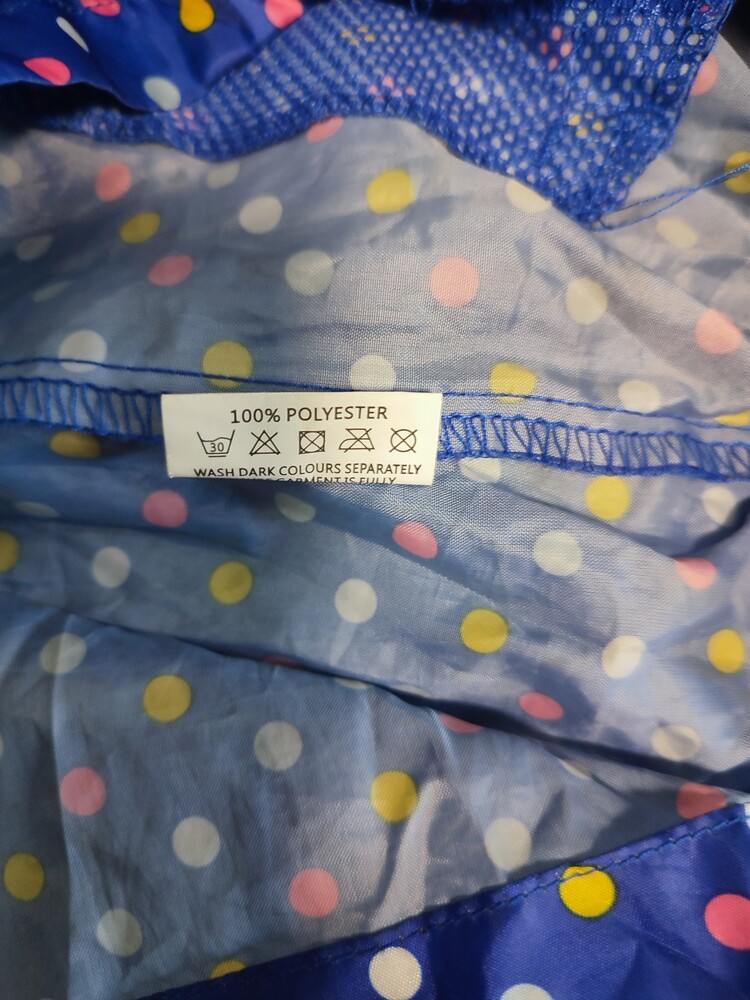 100% POLYESTER
30
WASH DARK COLOURS SEPARATELY
GARMENT IS FULLY